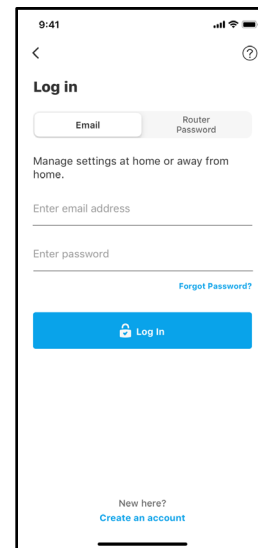 9:41
?
Log in
Email
Router
Password
Manage settings at home or away from
home.
Enter email address
Enter password
Forgot Password?
Log In
New here?
Create an account